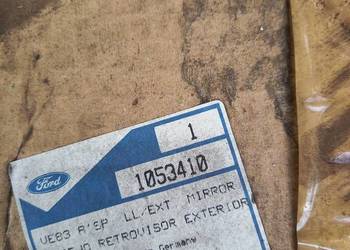 Ford
1
1053410
VE83 A*SP LL/EXT MIRROR
RETROVISOR EXTERIOR
Germany